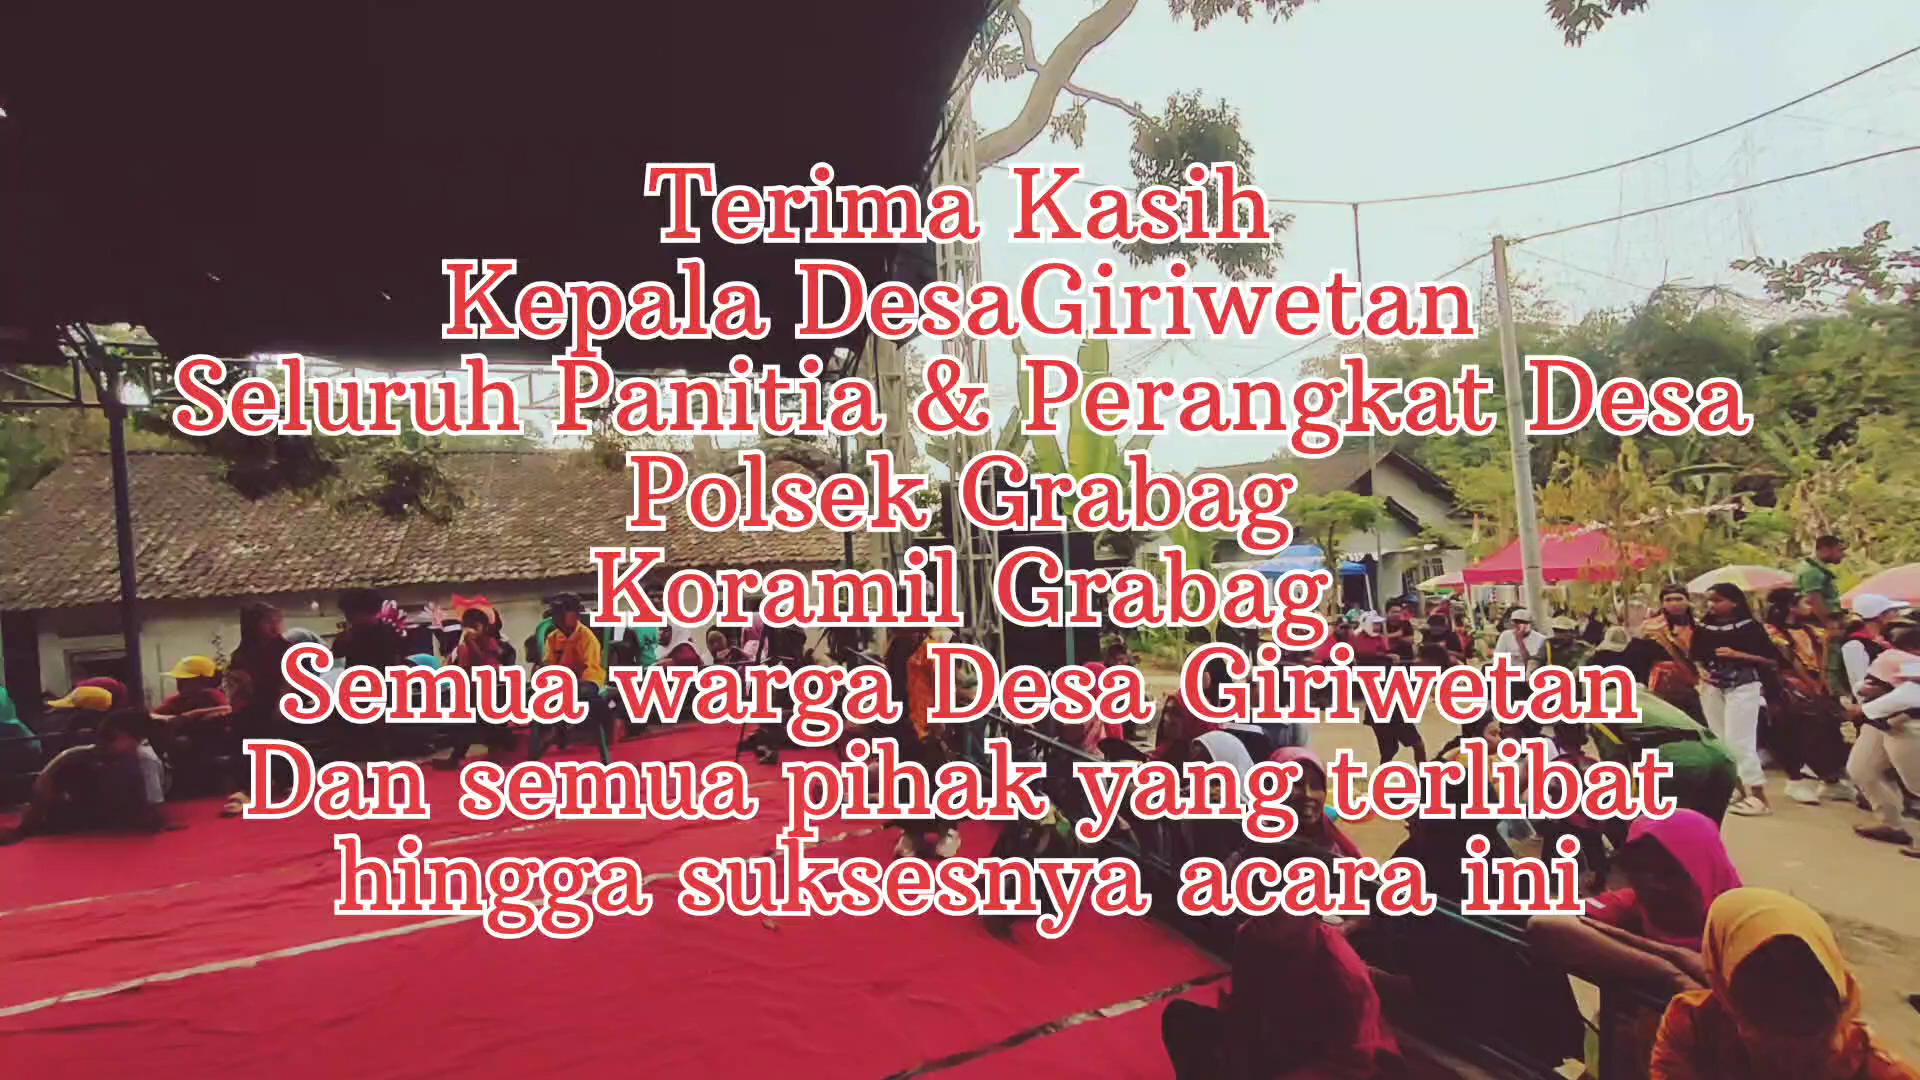 Terima Kasih
Kepala DesaGiriwetan
Seluruh Panitia & Perangkat Desa
Polsek Grabag
Koramil Grabag
Semua warga Desa Giriwetan
Dan semua pihak yang terlibat
hingga suksesnya acara ini